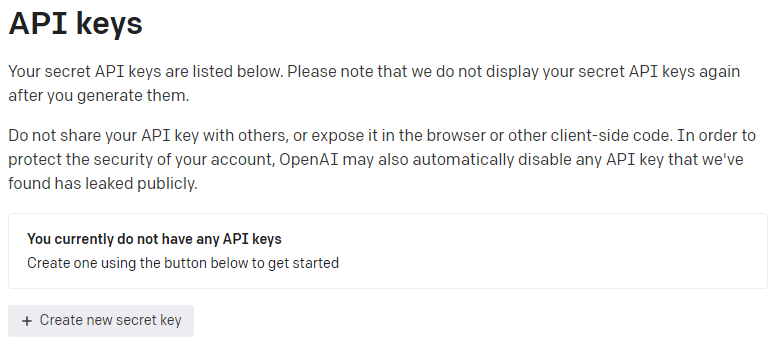 API keys
Your secret API keys are listed below. Please note that we do not display your secret API keys again
after you generate them.
Do not share your API key with others, or expose it in the browser or other client-side code. In order to
protect the security of your account, OpenAI may also automatically disable any API key that we've
found has leaked publicly.
You currently do not have any API keys
Create one using the button below to get started
+ Create new secret key